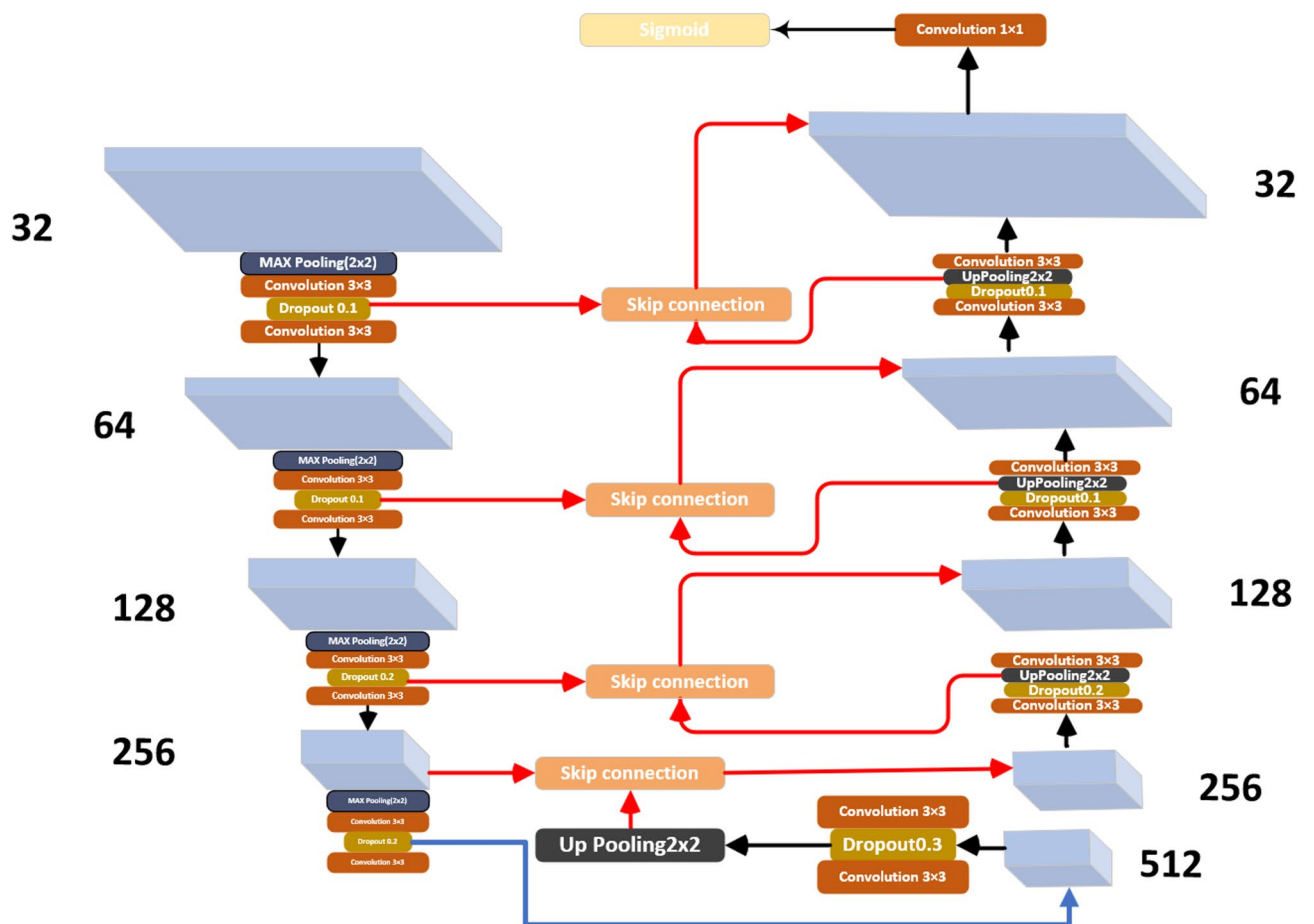 Sigmoid
Convolution 1×1
32
MAX Pooling(2x2)
Convolution 3×3
Dropout 0.1
Convolution 3×3
Skip connection
32
Convolution 3×3
UpPooling2x2
Dropout0.1
Convolution 3×3
64
MAX Pooling(2x2)
Convolution 3×3
Dropout 0.1
Convolution 3×3
Skip connection
64
Convolution 3×3
UpPooling2x2
Dropout0.1
Convolution 3×3
128
MAX Pooling(2x2)
Convolution 3×3
Dropout 0.2
Convolution 3×3
Skip connection
128
Convolution 3×3
UpPooling2x2
Dropout0.2
Convolution 3×3
256
MAX Pooling(2x2)
Convolution 3×3
Dropout 0.2
Convolution 3×3
Skip connection
256
Up Pooling2x2
Convolution 3×3
Dropout0.3
Convolution 3×3
512